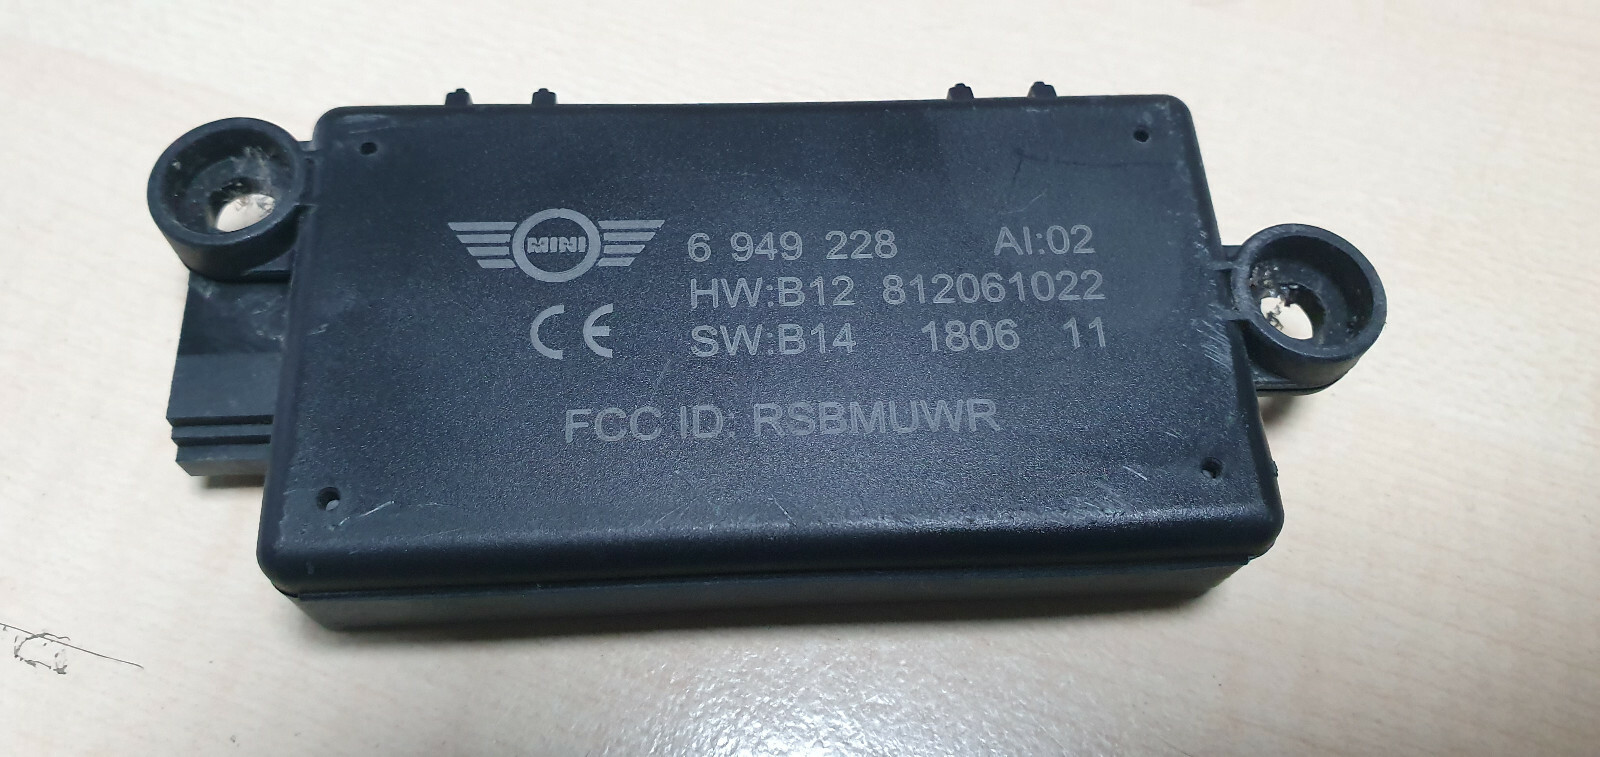 MINI
6 949 228 AI:02
HW:B12 812061022
CE
SW:B14 1806 11
FCC ID: RSBMUWR